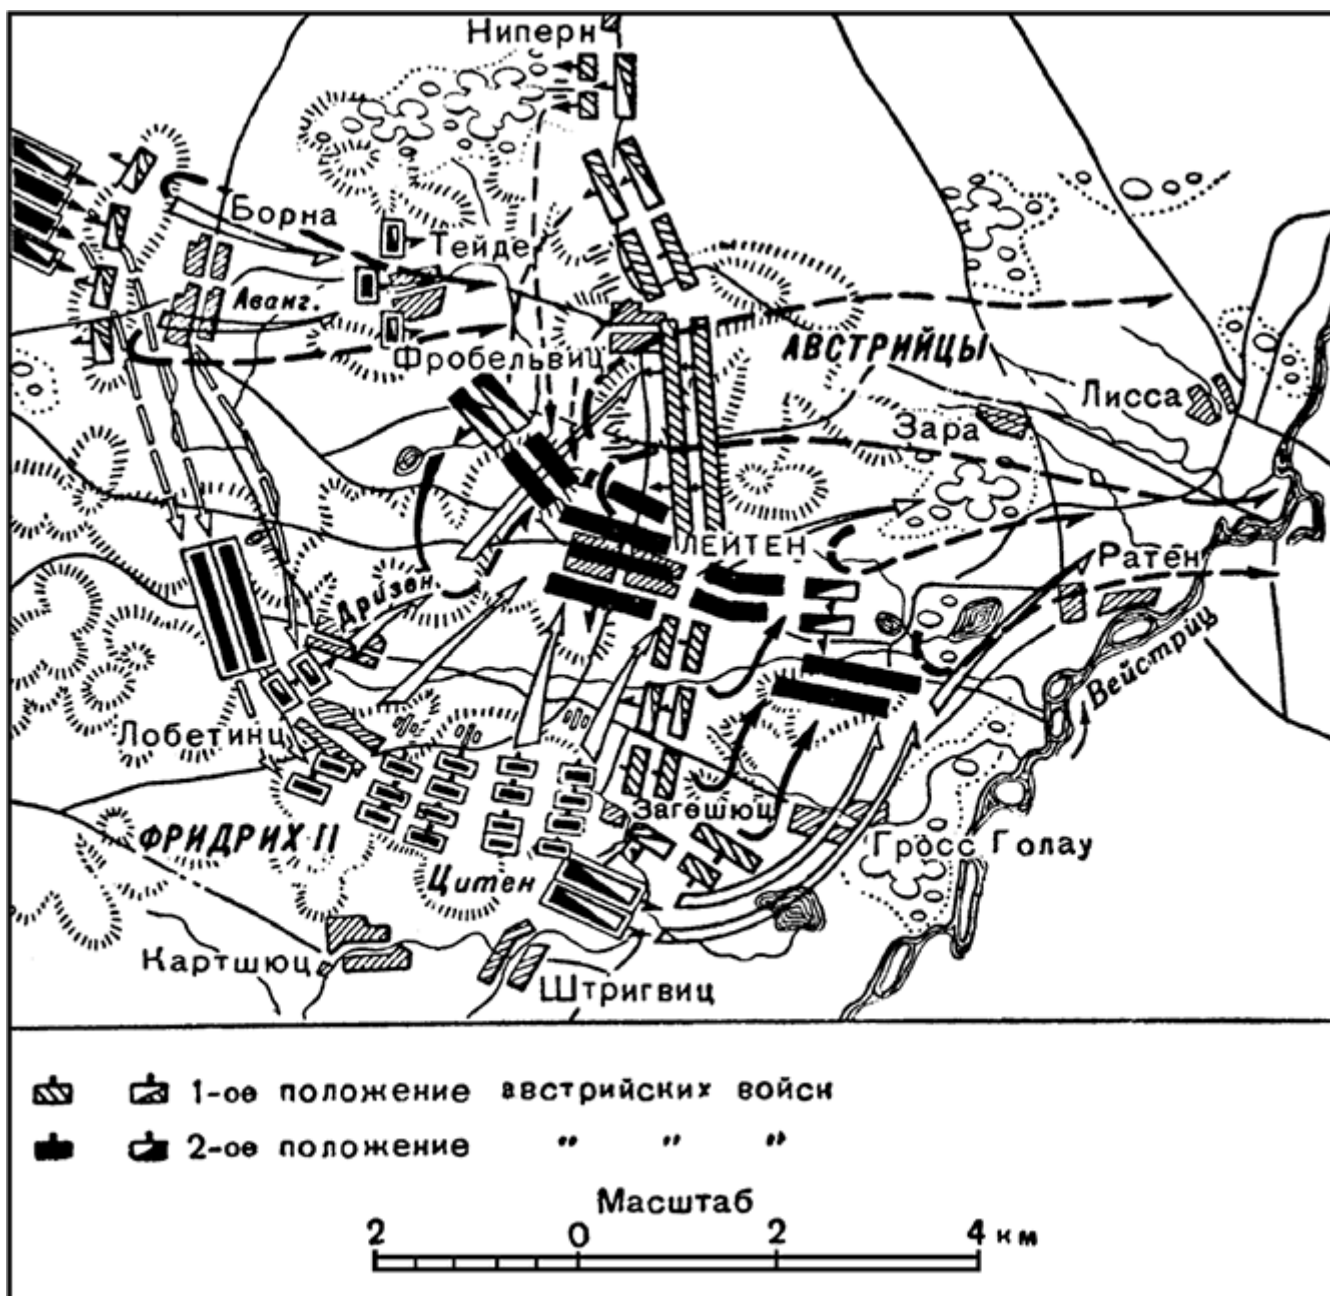 Ниперн
Борна
Тейде
Аванг.
Фробельвиц
АВСТРИЙЦЫ
Лисса
Зара
ЛЕЙТЕН
Ратен
Дризен
Вейстриц
Лобетинц
Загешюц
ФРИДРИХ II
Гросс Голау
Цитен
Картшюц
Штригвиц
1-ое положение австрийских войск
2-ое положение " " "
Масштаб
2 0 2 4 км